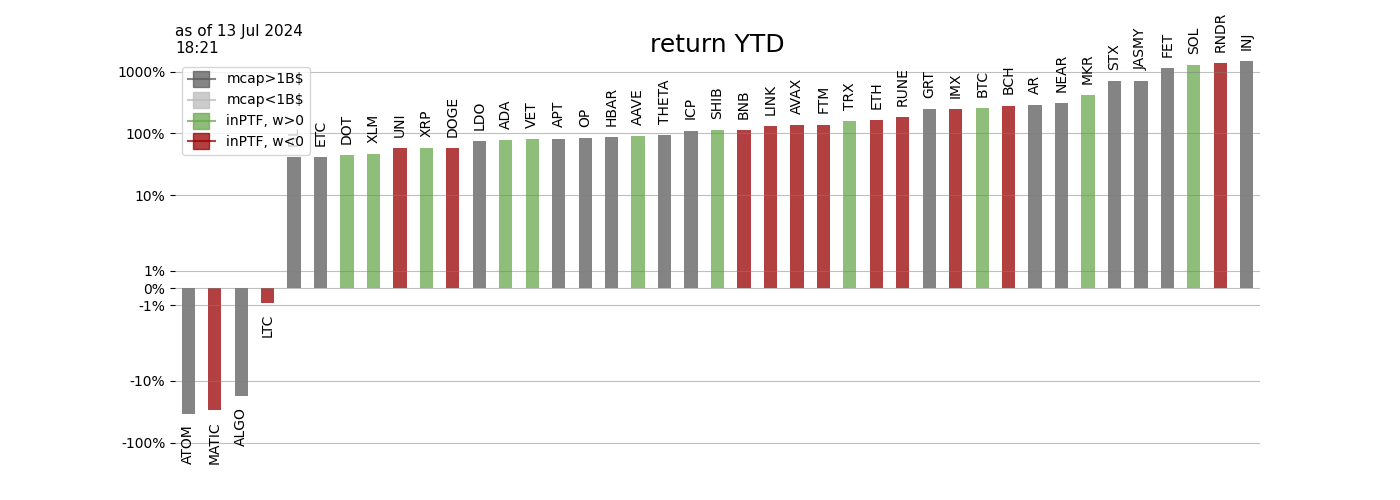 as of 13 Jul 2024
18:21
return YTD
mcap>1B$
mcap<1B$
inPTF, w>0
inPTF, w<0
1000%
100%
10%
1%
0%
-1%
-10%
-100%
ATOM
MATIC
ALGO
LTC
ETC
DOT
XLM
UNI
XRP
DOGE
LDO
ADA
VET
APT
OP
HBAR
AAVE
THETA
ICP
SHIB
BNB
LINK
AVAX
FTM
TRX
ETH
RUNE
GRT
IMX
BTC
BCH
AR
NEAR
MKR
STX
JASMY
FET
SOL
RNDR
INJ